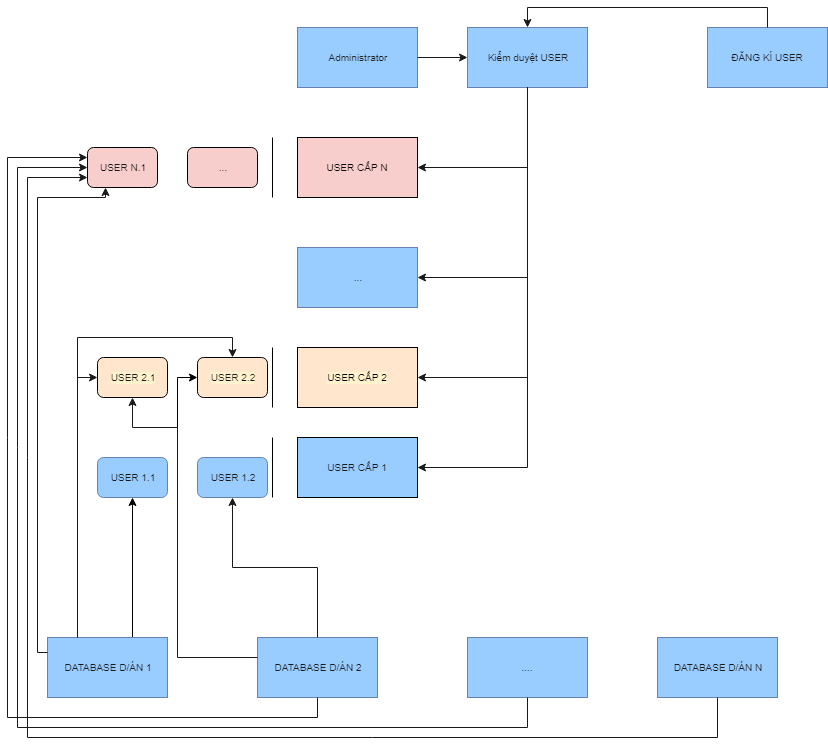 Administrator
Kiểm duyệt USER
ĐĂNG KÍ USER
USER N.1
...
USER CẤP N
...
USER 2.1
USER 2.2
USER CẤP 2
USER 1.1
USER 1.2
USER CẤP 1
DATABASE D/ÁN 1
DATABASE D/ÁN 2
....
DATABASE D/ÁN N